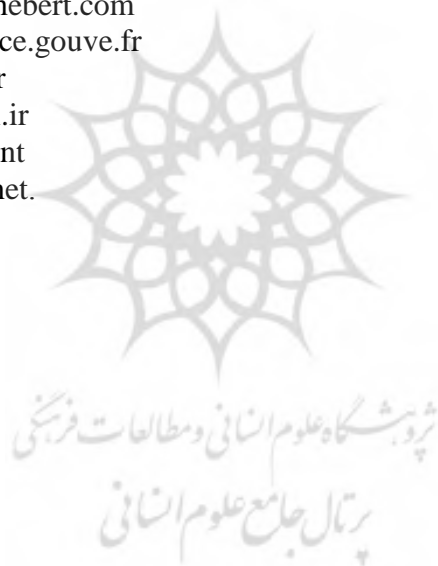 nebert.com
ce.gouve.fr
r
.ir
nt
net.
پژوهشگاه علوم انسانی و مطالعات فرهنگی
پرتال جامع علوم انسانی